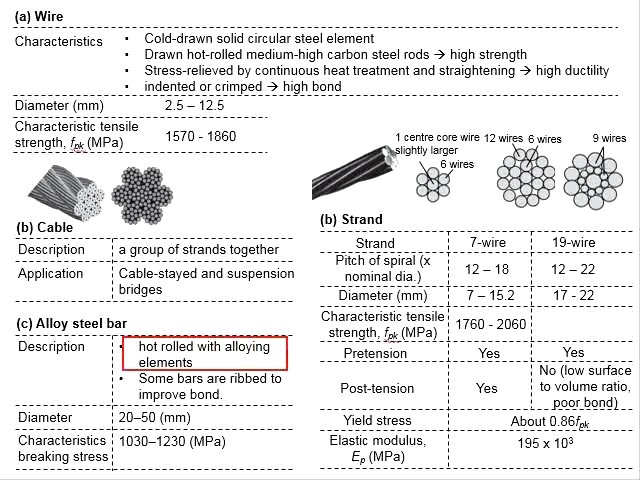 (a) Wire
Characteristics
• Cold-drawn solid circular steel element
• Drawn hot-rolled medium-high carbon steel rods → high strength
• Stress-relieved by continuous heat treatment and straightening → high ductility
• indented or crimped → high bond
Diameter (mm) 2.5 – 12.5
Characteristic tensile
strength, fpk (MPa) 1570 - 1860
1 centre core wire
slightly larger
6 wires
12 wires 6 wires
9 wires
(b) Cable
Description a group of strands together
Application Cable-stayed and suspension
bridges
(c) Alloy steel bar
Description • hot rolled with alloying
elements
• Some bars are ribbed to
improve bond.
Diameter 20–50 (mm)
Characteristics 1030–1230 (MPa)
breaking stress
(b) Strand
Strand 7-wire 19-wire
Pitch of spiral (x
nominal dia.) 12 – 18 12 – 22
Diameter (mm) 7 – 15.2 17 - 22
Characteristic tensile
strength, fpk (MPa) 1760 - 2060
Pretension Yes Yes
Post-tension Yes No (low surface
to volume ratio,
poor bond)
Yield stress About 0.86fpk
Elastic modulus,
Ep (MPa) 195 x 10³